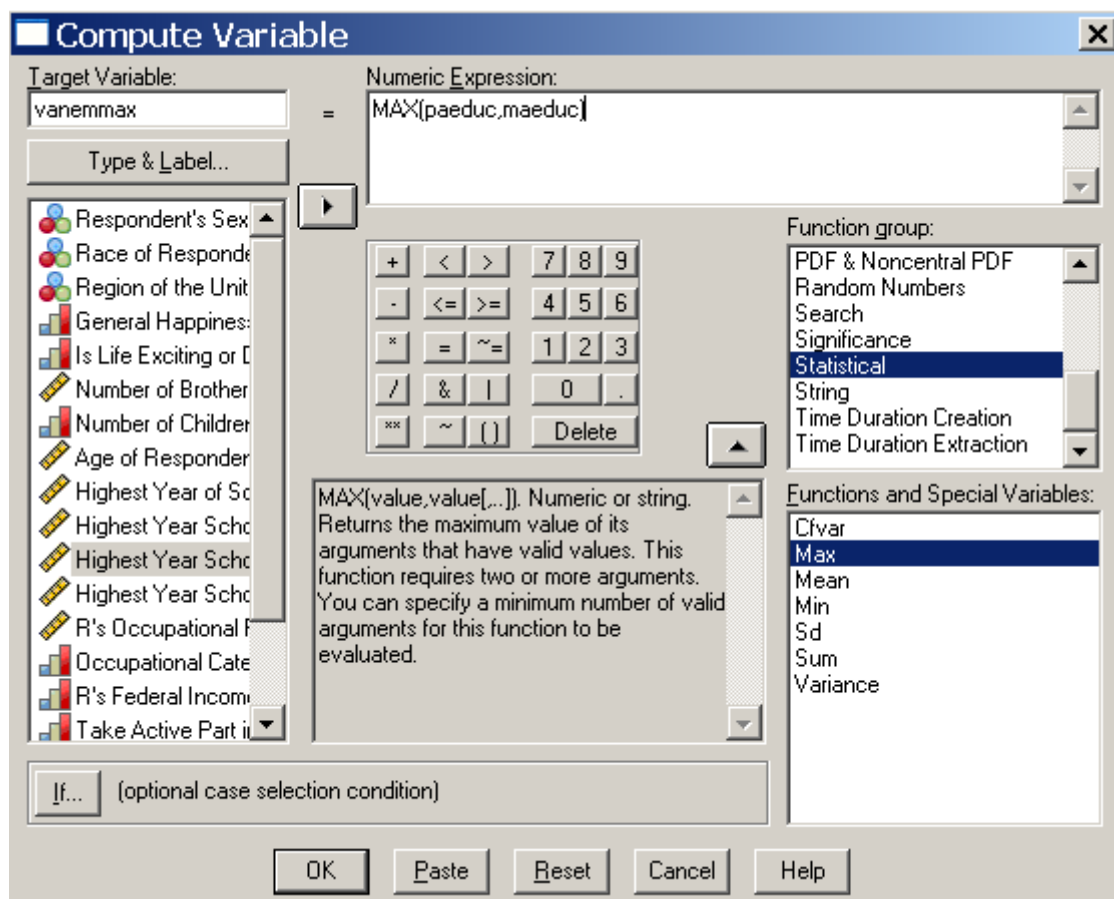 Compute Variable
Target Variable:
vanemmax
=
Numeric Expression:
MAX(paeduc,maeduc)
Type & Label...
Respondent's Sex
Race of Responde
Region of the Unit
General Happines
Is Life Exciting or D
Number of Brother
Number of Children
Age of Responder
Highest Year of Sc
Highest Year Scho
Highest Year Scho
Highest Year Scho
R's Occupational F
Occupational Cate
R's Federal Incom
Take Active Part i
+ < > 7 8 9
- <= >= 4 5 6
* = ~= 1 2 3
/ & | 0 .
** ~ () Delete
MAX(value,value[,..]). Numeric or string.
Returns the maximum value of its
arguments that have valid values. This
function requires two or more arguments.
You can specify a minimum number of valid
arguments for this function to be
evaluated.
Function group:
PDF & Noncentral PDF
Random Numbers
Search
Significance
Statistical
String
Time Duration Creation
Time Duration Extraction
Functions and Special Variables:
Cfvar
Max
Mean
Min
Sd
Sum
Variance
If... (optional case selection condition)
OK Paste Reset Cancel Help